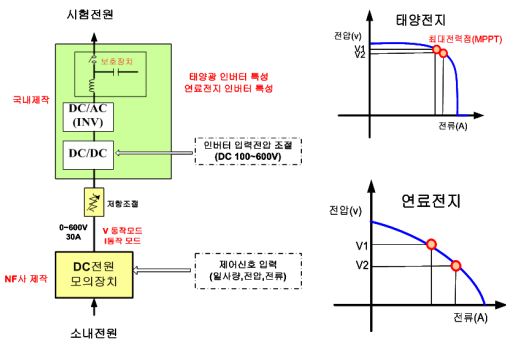 시험전원
보호장치
태양광 인버터 특성
연료전지 인버터 특성
국내제작
DC/AC
(INV)
DC/DC
인버터 입력전압 조절
(DC 100~600V)
저항조절
0~600V
30A
V 동작모드
I동작 모드
NF사 제작
DC전원
모의장치
제어신호 입력
(일사량,전압,전류)
소내전원
태양전지
전압(v)
최대전력점(MPPT)
V1
V2
전류(A)
연료전지
전압(v)
V1
V2
전류(A)